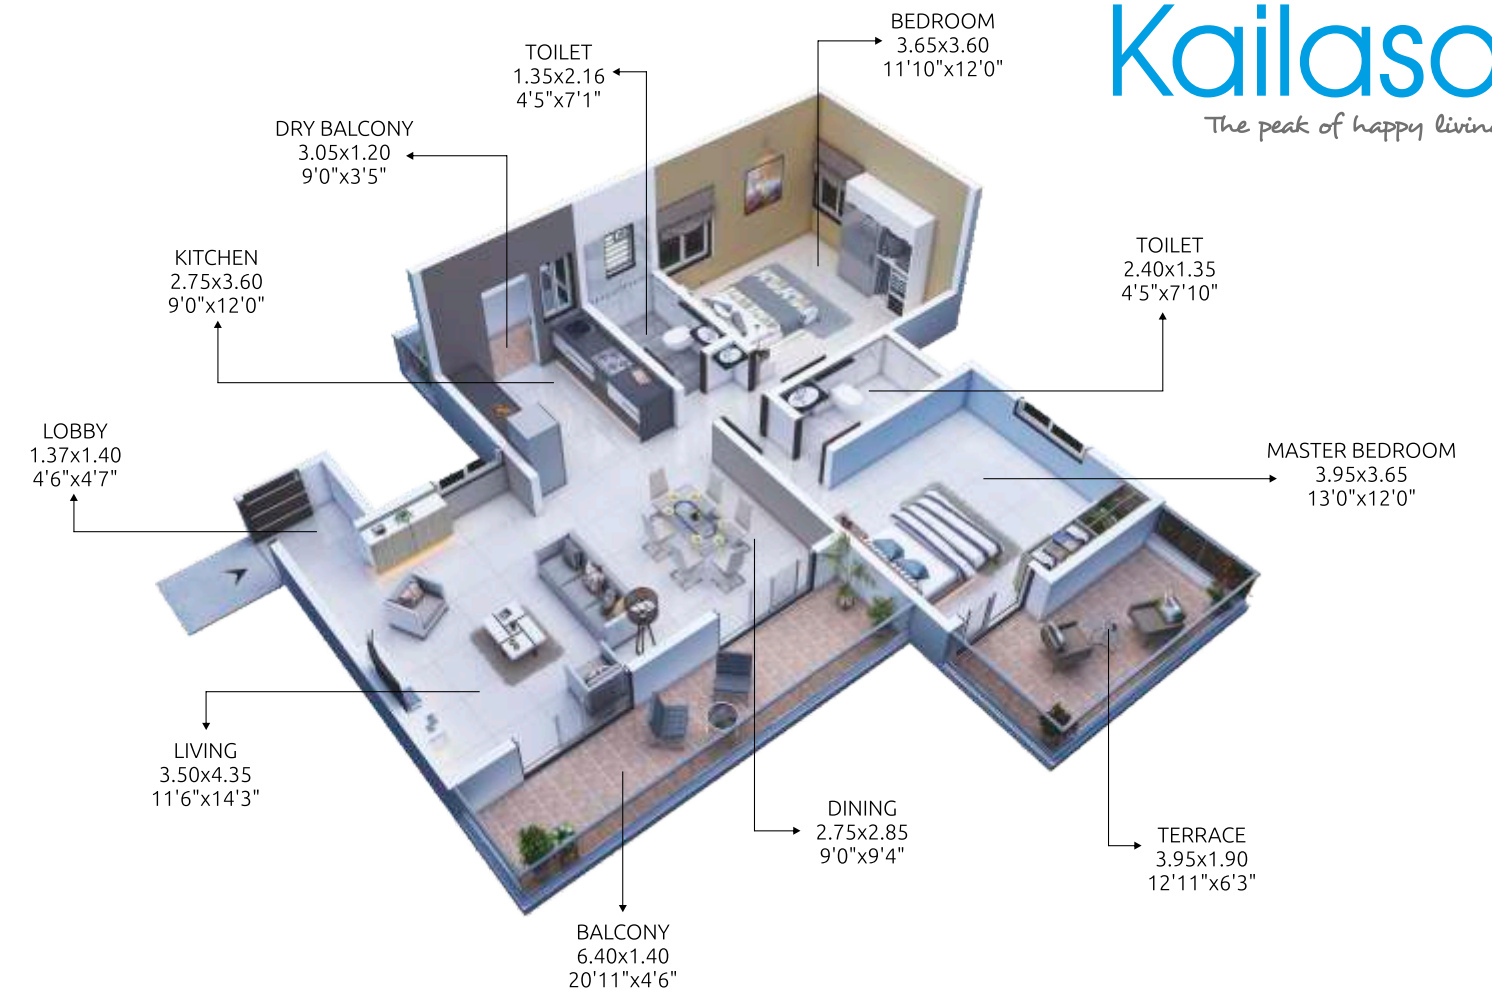 Kailasa
The peak of happy living
BEDROOM
3.65x3.60
11'10"x12'0"
TOILET
1.35x2.16
4'5"x7'1"
DRY BALCONY
3.05x1.20
9'0"x3'5"
KITCHEN
2.75x3.60
9'0"x12'0"
TOILET
2.40x1.35
4'5"x7'10"
LOBBY
1.37x1.40
4'6"x4'7"
MASTER BEDROOM
3.95x3.65
13'0"x12'0"
LIVING
3.50x4.35
11'6"x14'3"
DINING
2.75x2.85
9'0"x9'4"
TERRACE
3.95x1.90
12'11"x6'3"
BALCONY
6.40x1.40
20'11"x4'6"